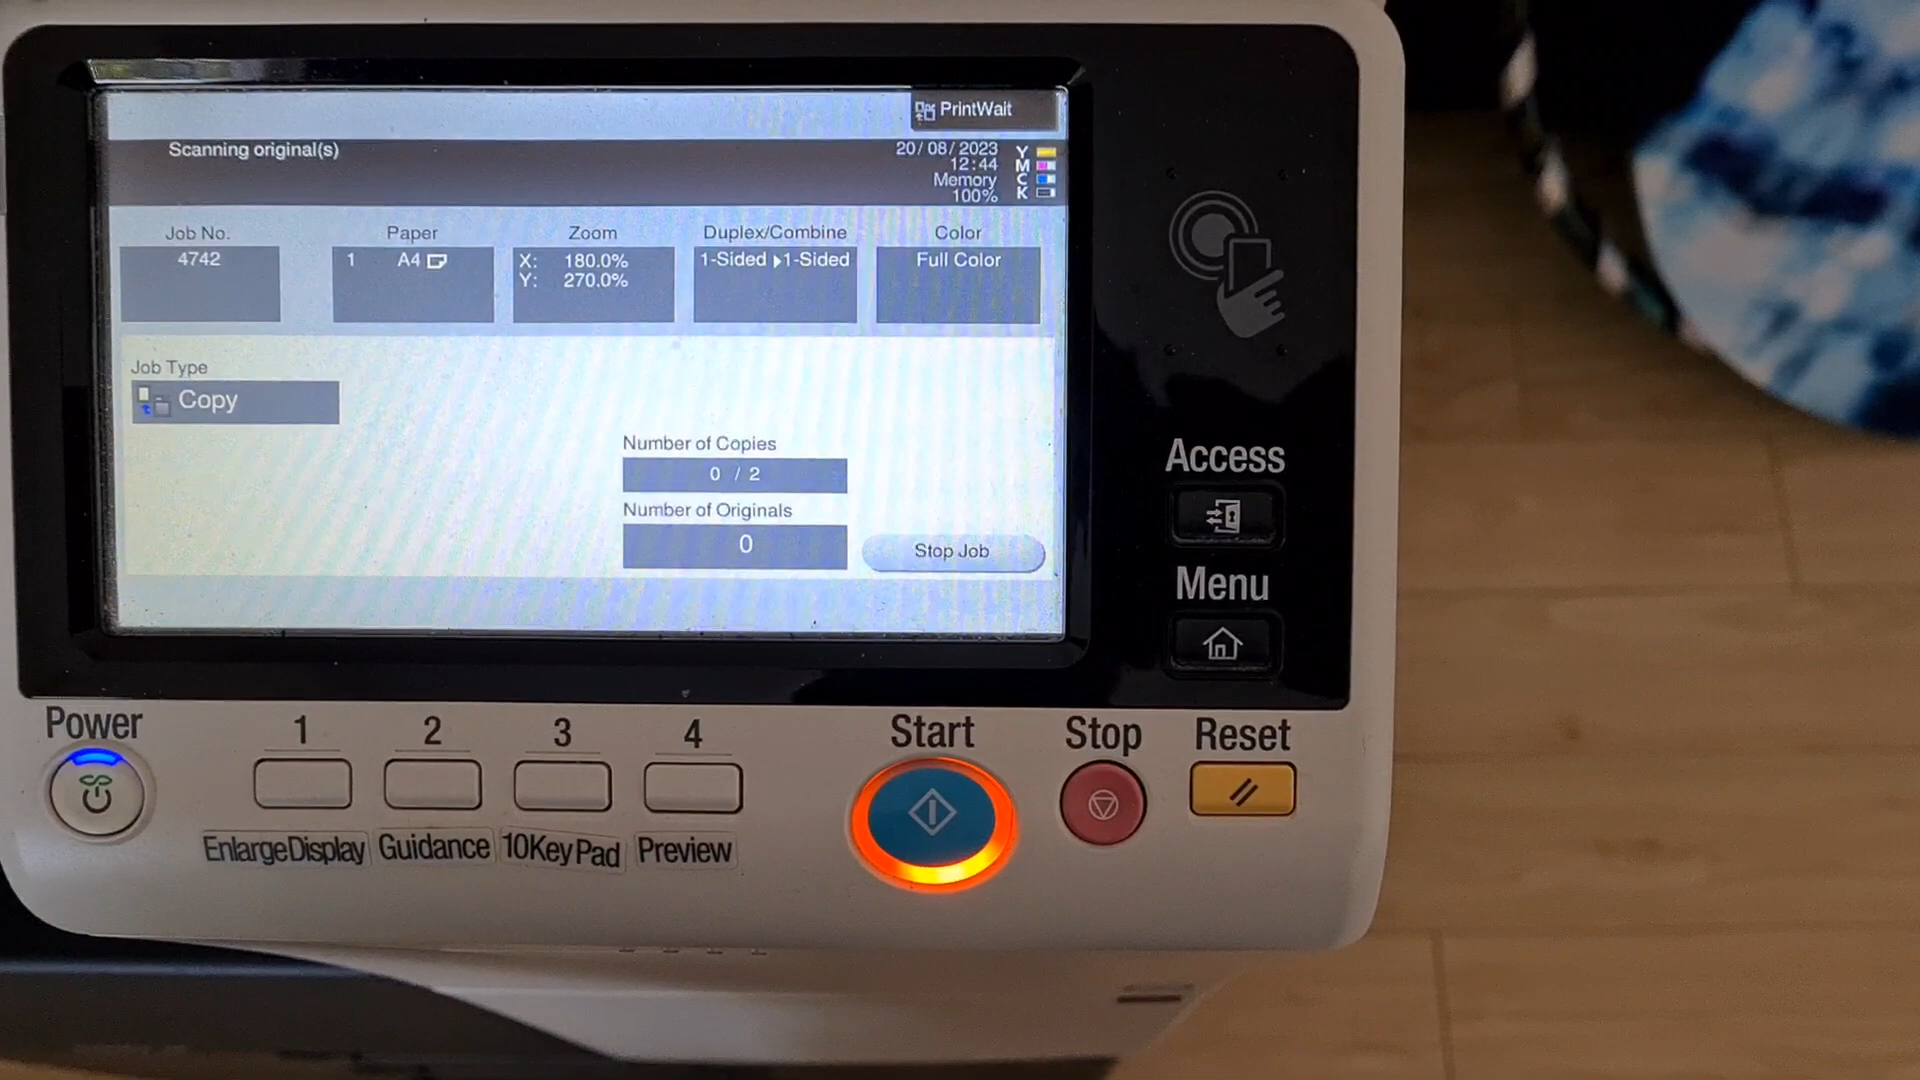 PrintWait
Scanning original(s)
20/08/2023
12:44
Memory
100%
Y
M
C
K
Job No. Paper Zoom Duplex/Combine Color
4742 1 A4 X: 180.0% 1-Sided 1-Sided Full Color
Y: 270.0%
Job Type
Copy
Number of Copies
0 / 2
Number of Originals
0
Stop Job
Access
Menu
Power 1 2 3 4 Start Stop Reset
EnlargeDisplay Guidance 10KeyPad Preview